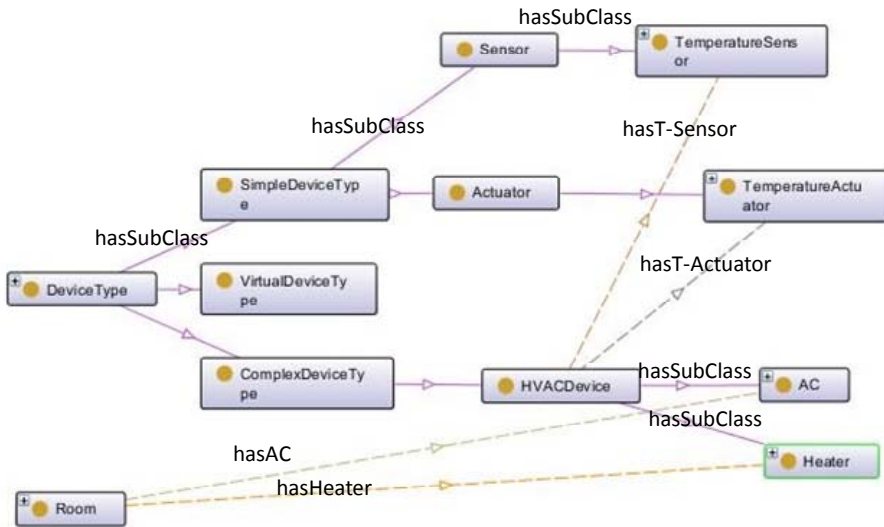 hasSubClass
Sensor
TemperatureSens
or
hasSubClass
hasT-Sensor
SimpleDeviceTyp
e
Actuator
TemperatureActu
ator
hasSubClass
hasT-Actuator
DeviceType
VirtualDeviceTy
pe
ComplexDeviceTy
pe
HVACDevice
hasSubClass
AC
hasSubClass
hasAC
Heater
hasHeater
Room